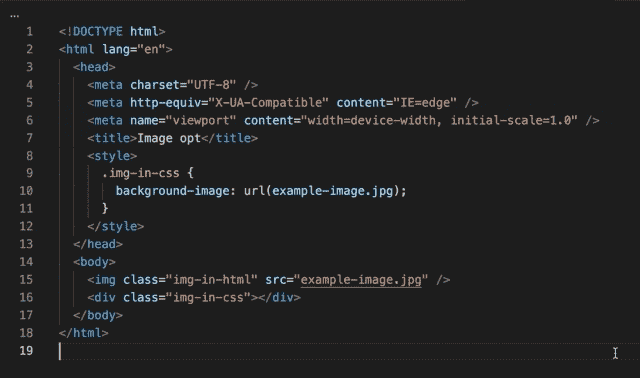 ...
1 <!DOCTYPE html>
2 <html lang="en">
3 <head>
4 <meta charset="UTF-8" />
5 <meta http-equiv="X-UA-Compatible" content="IE=edge" />
6 <meta name="viewport" content="width=device-width, initial-scale=1.0" />
7 <title>Image opt</title>
8 <style>
9 .img-in-css {
10 background-image: url(example-image.jpg);
11 }
12 </style>
13 </head>
14 <body>
15 <img class="img-in-html" src="example-image.jpg" />
16 <div class="img-in-css"></div>
17 </body>
18 </html>
19